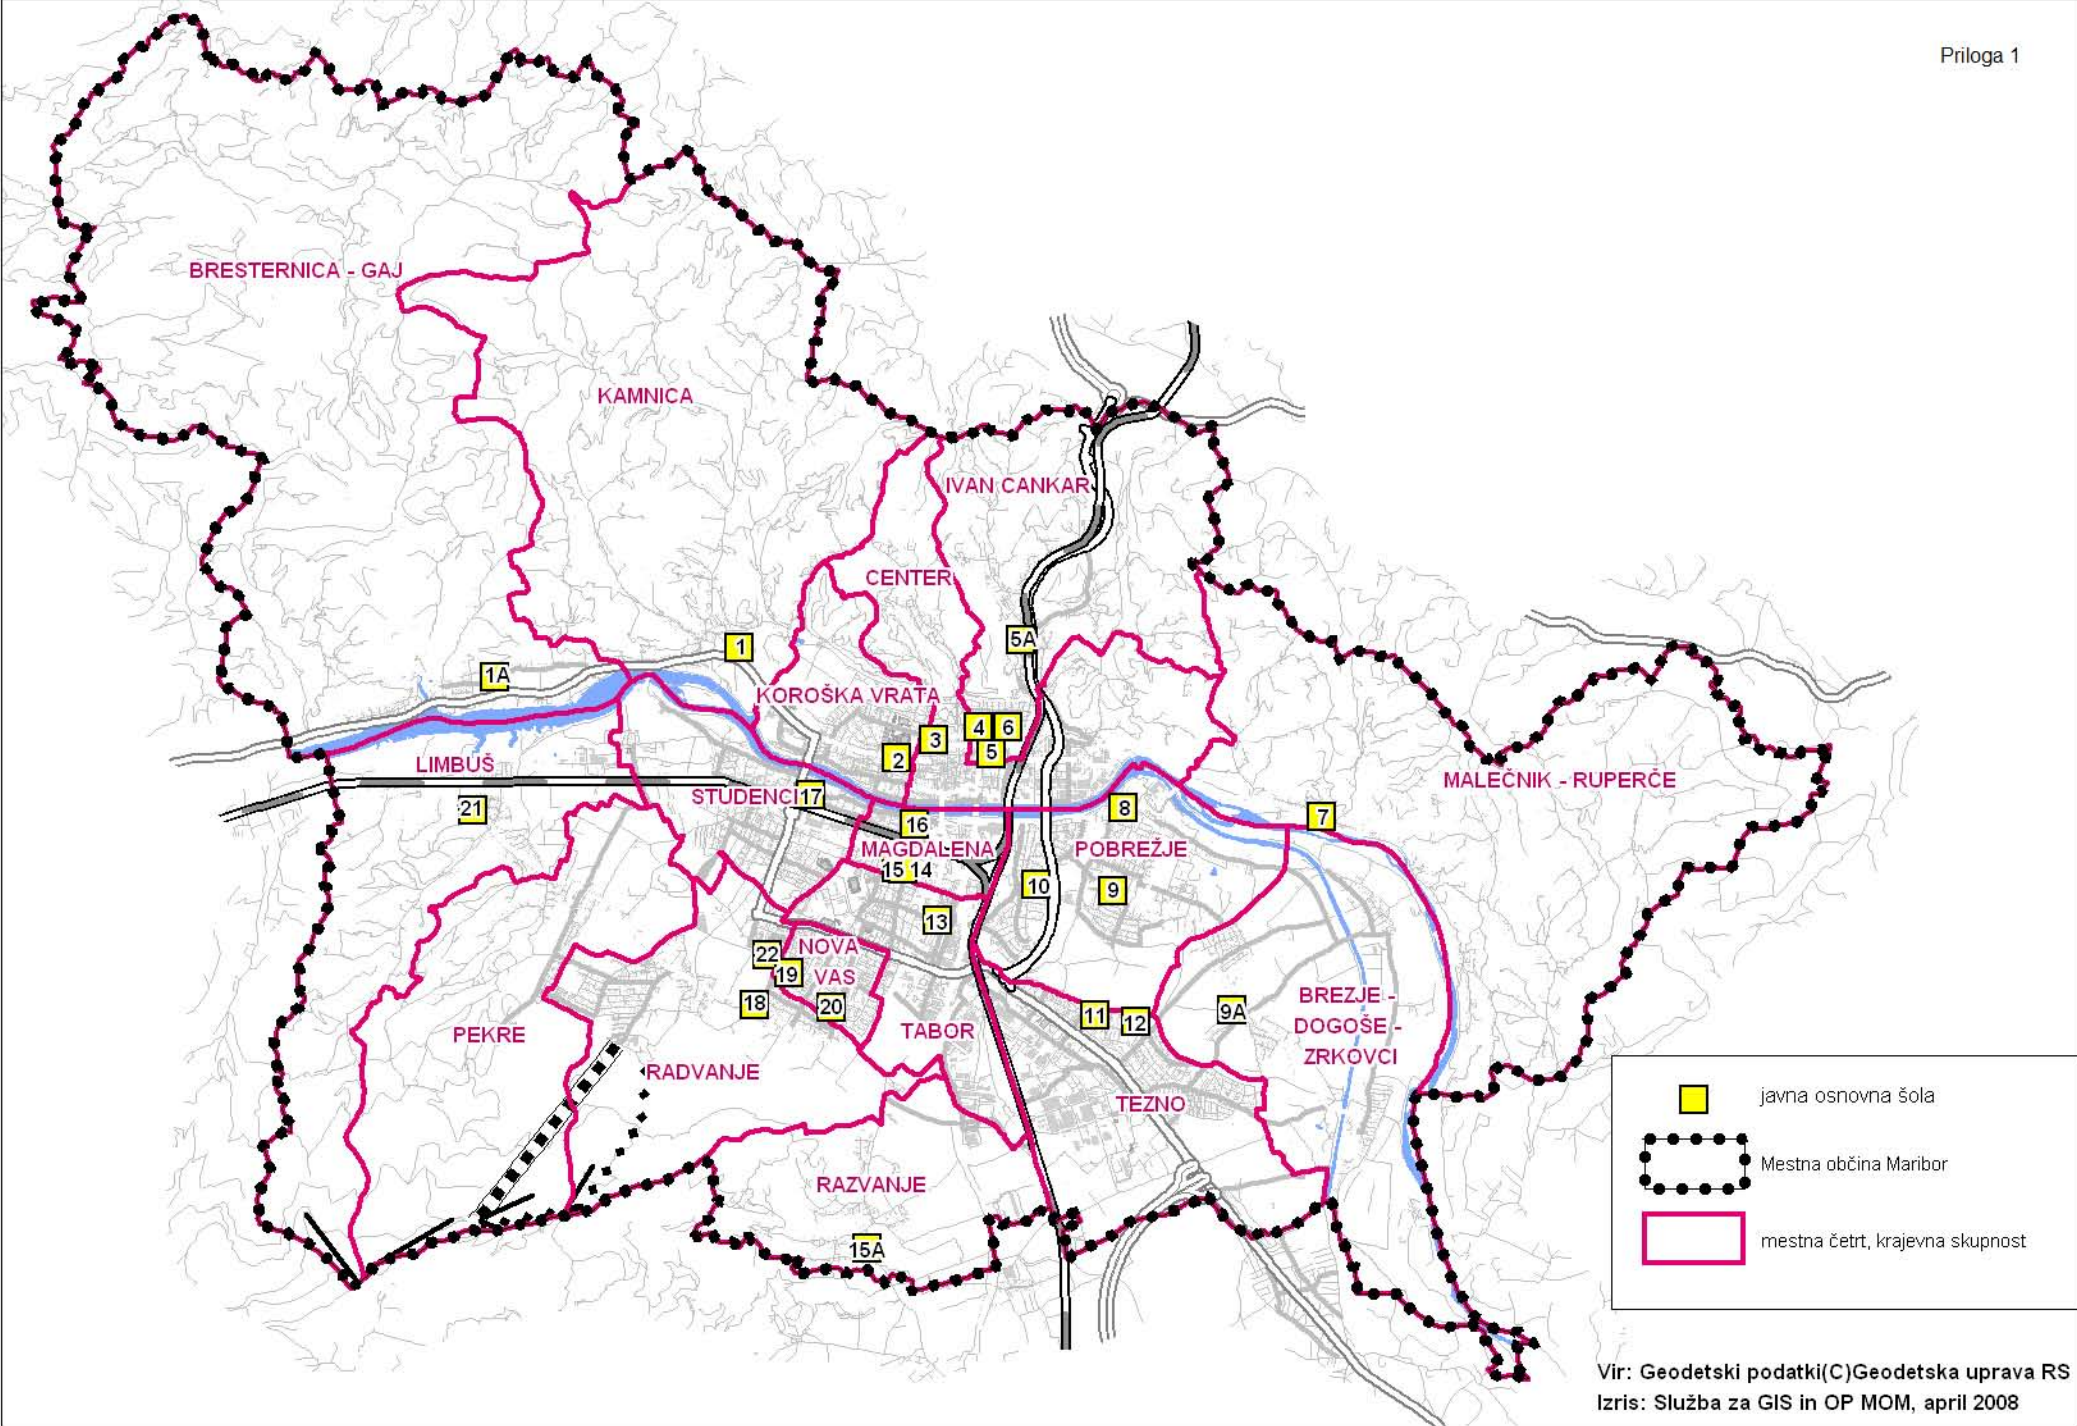 Priloga 1
BRESTERNICA - GAJ
KAMNICA
IVAN CANKAR
CENTER
5A
1
1A
KOROŠKA VRATA
4
6
3
5
2
LIMBUŠ
MALEČNIK - RUPERČE
STUDENCI
17
21
8
7
16
MAGDALENA
POBREŽJE
15
14
10
9
13
NOVA
VAS
22
19
18
20
BREZJE -
DOGOŠE -
ZRKOVCI
9A
11
12
PEKRE
TABOR
RADVANJE
TEZNO
RAZVANJE
15A
javna osnovna šola
Mestna občina Maribor
mestna četrt, krajevna skupnost
Vir: Geodetski podatki(C)Geodetska uprava RS
Izris: Služba za GIS in OP MOM, april 2008